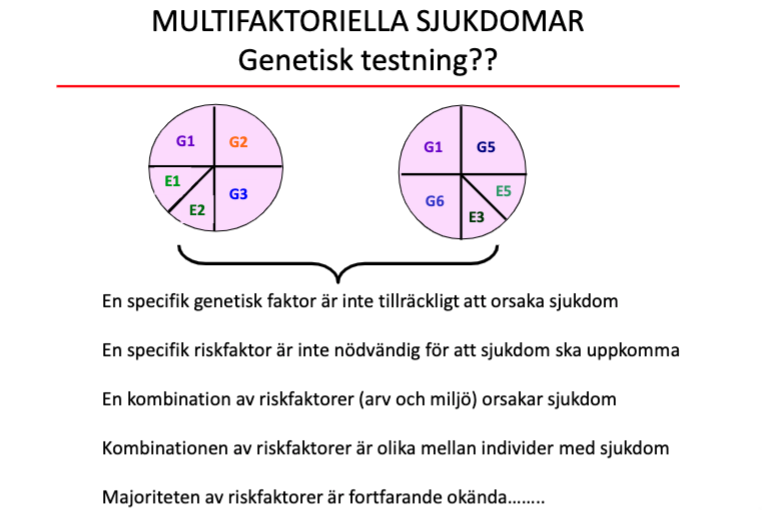 MULTIFAKTORIELLA SJUKDOMAR
Genetisk testning??
G1 G2
E1 G3
E2
G1 G5
G6 E5
E3
En specifik genetisk faktor är inte tillräckligt att orsaka sjukdom
En specifik riskfaktor är inte nödvändig för att sjukdom ska uppkomma
En kombination av riskfaktorer (arv och miljö) orsakar sjukdom
Kombinationen av riskfaktorer är olika mellan individer med sjukdom
Majoriteten av riskfaktorer är fortfarande okända........